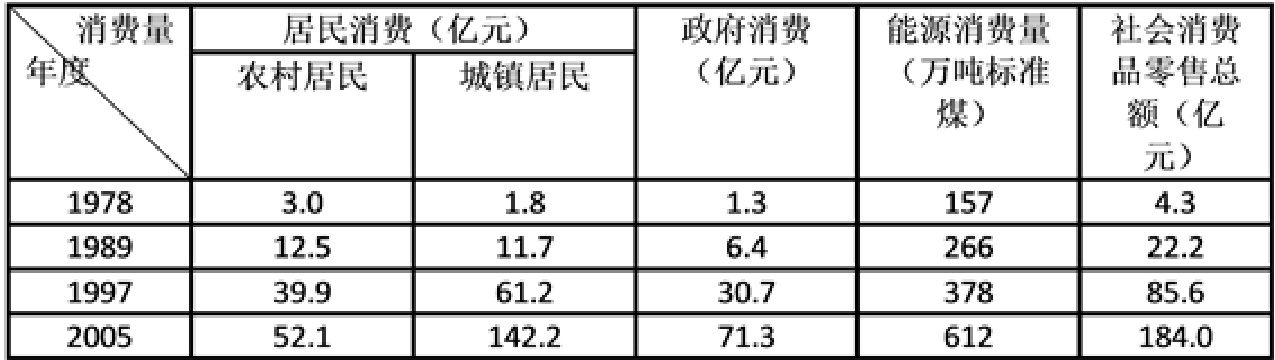 消费量
年度
居民消费（亿元）
农村居民
城镇居民
政府消费
（亿元）
能源消费量
（万吨标准
煤）
社会消费
品零售总
额（亿
元）
1978 3.0 1.8 1.3 157 4.3
1989 12.5 11.7 6.4 266 22.2
1997 39.9 61.2 30.7 378 85.6
2005 52.1 142.2 71.3 612 184.0